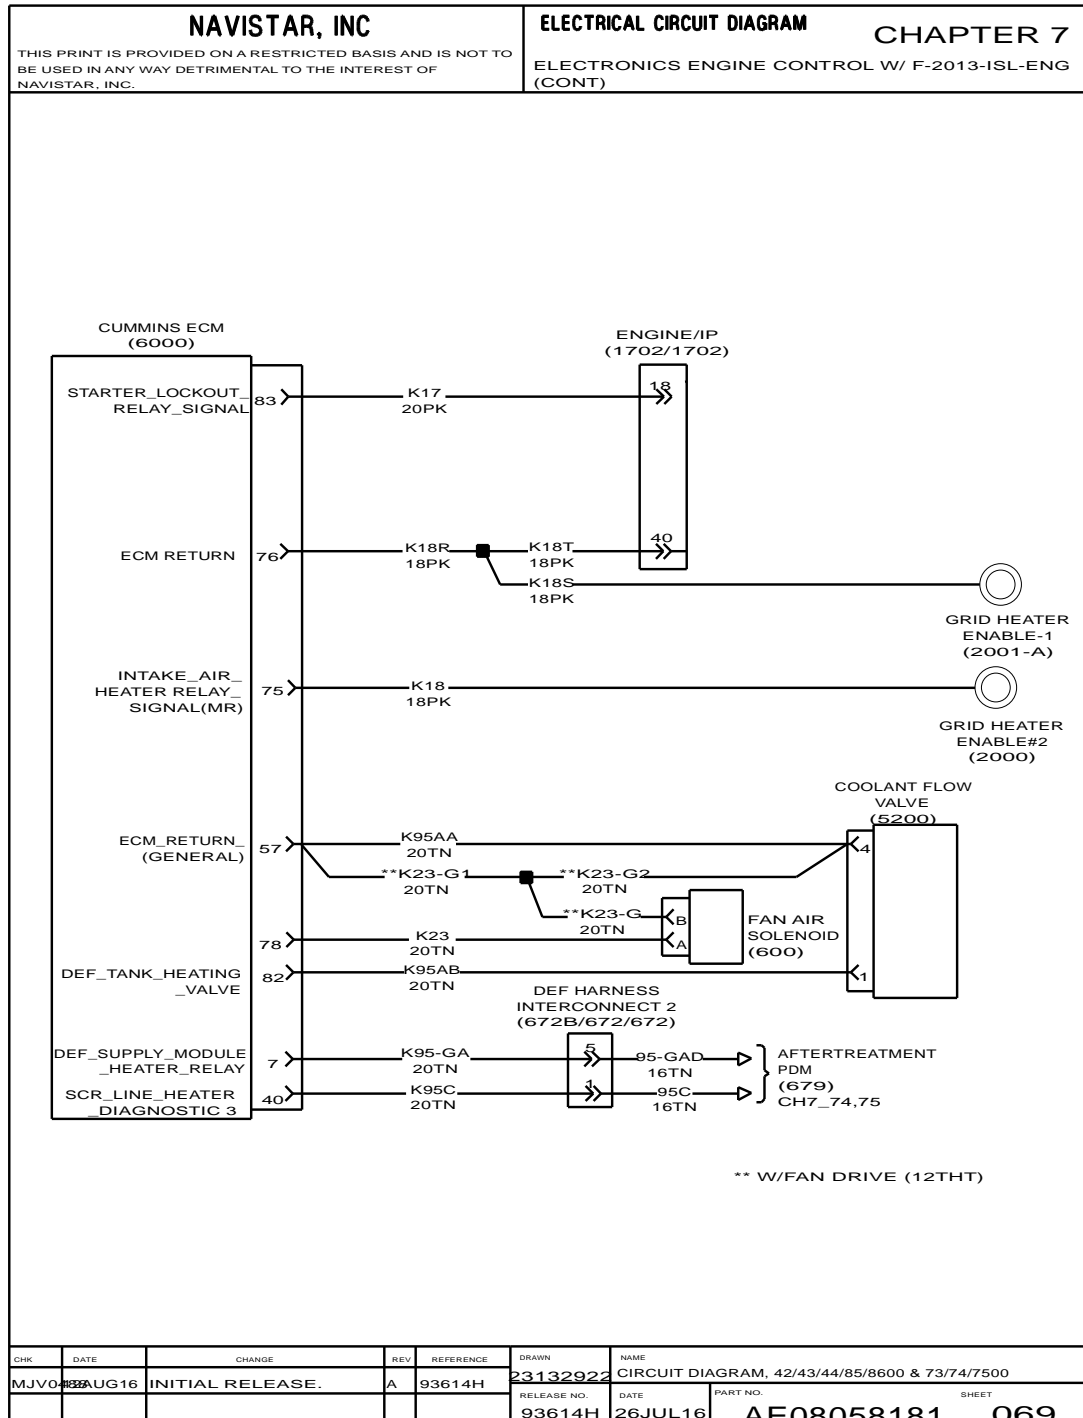 NAVISTAR, INC
THIS PRINT IS PROVIDED ON A RESTRICTED BASIS AND IS NOT TO
BE USED IN ANY WAY DETRIMENTAL TO THE INTEREST OF
NAVISTAR, INC.
ELECTRICAL CIRCUIT DIAGRAM
CHAPTER 7
ELECTRONICS ENGINE CONTROL W/ F-2013-ISL-ENG
(CONT)
CUMMINS ECM
(6000)
ENGINE/IP
(1702/1702)
STARTER_LOCKOUT_
RELAY_SIGNAL
83
K17
20PK
18
ECM RETURN
76
K18R
18PK
K18T
18PK
40
K18S
18PK
GRID HEATER
ENABLE-1
(2001-A)
INTAKE_AIR_
HEATER RELAY_
SIGNAL(MR)
75
K18
18PK
GRID HEATER
ENABLE#2
(2000)
COOLANT FLOW
VALVE
(5200)
ECM_RETURN_
(GENERAL)
57
K95AA
20TN
4
**K23-G1
20TN
**K23-G2
20TN
**K23-G
20TN
B
A
FAN AIR
SOLENOID
(600)
78
K23
20TN
DEF_TANK_HEATING
_VALVE
82
K95AB
20TN
1
DEF HARNESS
INTERCONNECT 2
(672B/672/672)
DEF_SUPPLY_MODULE
_HEATER_RELAY
7
K95-GA
20TN
5
95-GAD
16TN
SCR_LINE_HEATER
_DIAGNOSTIC 3
40
K95C
20TN
1
95C
16TN
AFTERTREATMENT
PDM
(679)
CH7_74,75
** W/FAN DRIVE (12THT)
CHK DATE CHANGE REV REFERENCE
INITIAL RELEASE. A 93614H
DRAWN
23132922
NAME
CIRCUIT DIAGRAM, 42/43/44/85/8600 & 73/74/7500
RELEASE NO.
93614H
DATE
26JUL16
PART NO.
AE08058181
SHEET
069